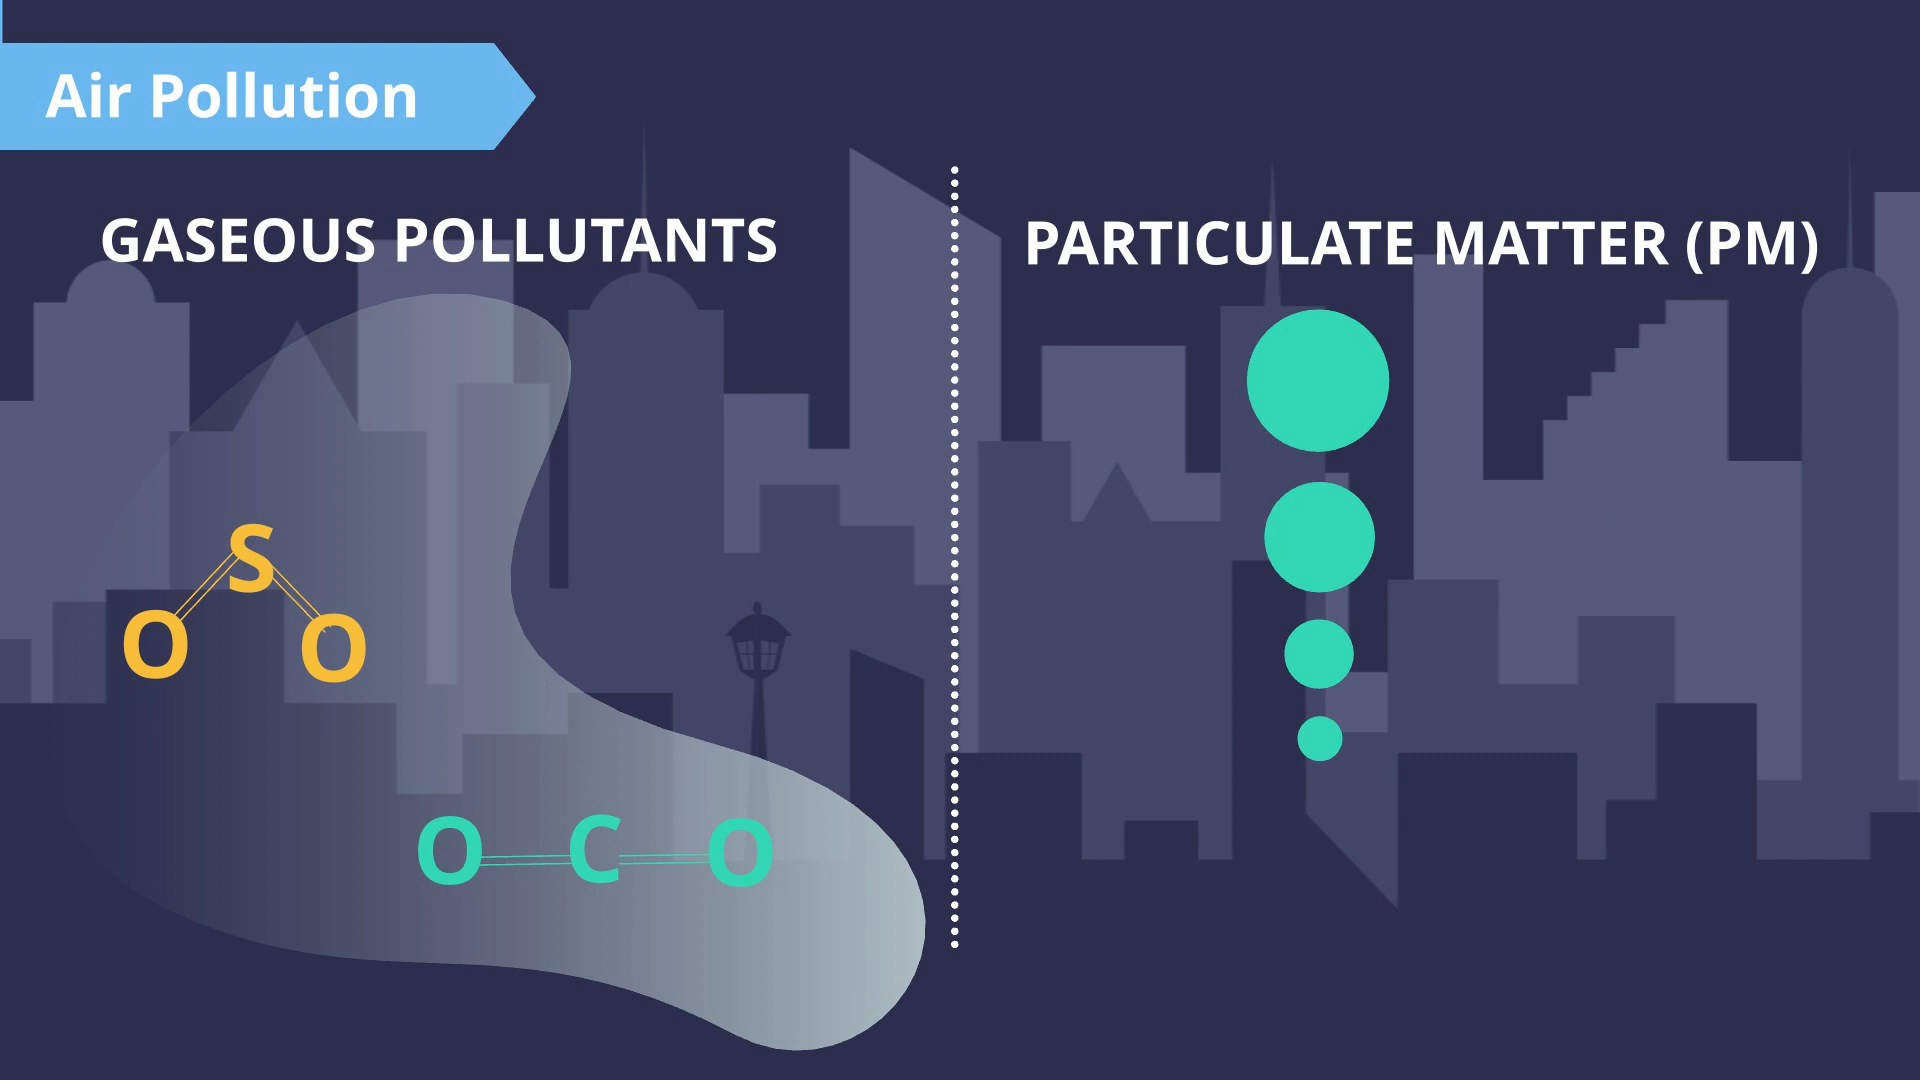 Air Pollution
GASEOUS POLLUTANTS
PARTICULATE MATTER (PM)
S
O O
O C O